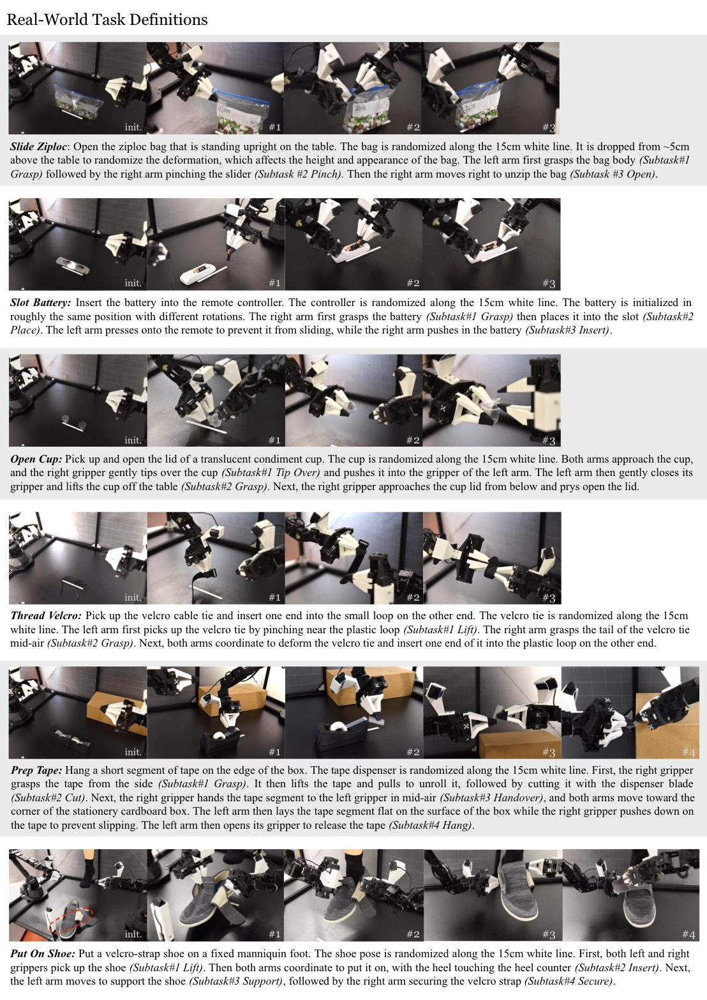 Real-World Task Definitions
init.
#1
#2
#3
Slide Ziploc: Open the ziploc bag that is standing upright on the table. The bag is randomized along the 15cm white line. It is dropped from ~5cm
above the table to randomize the deformation, which affects the height and appearance of the bag. The left arm first grasps the bag body (Subtask#1
Grasp) followed by the right arm pinching the slider (Subtask #2 Pinch). Then the right arm moves right to unzip the bag (Subtask #3 Open).
init.
#1
#2
#3
Slot Battery: Insert the battery into the remote controller. The controller is randomized along the 15cm white line. The battery is initialized in
roughly the same position with different rotations. The right arm first grasps the battery (Subtask#1 Grasp) then places it into the slot (Subtask#2
Place). The left arm presses onto the remote to prevent it from sliding, while the right arm pushes in the battery (Subtask#3 Insert).
init.
#1
#2
#3
Open Cup: Pick up and open the lid of a translucent condiment cup. The cup is randomized along the 15cm white line. Both arms approach the cup,
and the right gripper gently tips over the cup (Subtask#1 Tip Over) and pushes it into the gripper of the left arm. The left arm then gently closes its
gripper and lifts the cup off the table (Subtask#2 Grasp). Next, the right gripper approaches the cup lid from below and prys open the lid.
init.
#1
#2
#3
Thread Velcro: Pick up the velcro cable tie and insert one end into the small loop on the other end. The velcro tie is randomized along the 15cm
white line. The left arm first picks up the velcro tie by pinching near the plastic loop (Subtask#1 Lift). The right arm grasps the tail of the velcro tie
mid-air (Subtask#2 Grasp). Next, both arms coordinate to deform the velcro tie and insert one end of it into the plastic loop on the other end.
init.
#1
#2
#3
#4
Prep Tape: Hang a short segment of tape on the edge of the box. The tape dispenser is randomized along the 15cm white line. First, the right gripper
grasps the tape from the side (Subtask#1 Grasp). It then lifts the tape and pulls to unroll it, followed by cutting it with the dispenser blade
(Subtask#2 Cut). Next, the right gripper hands the tape segment to the left gripper in mid-air (Subtask#3 Handover), and both arms move toward the
corner of the stationery cardboard box. The left arm then lays the tape segment flat on the surface of the box while the right gripper pushes down on
the tape to prevent slipping. The left arm then opens its gripper to release the tape (Subtask#4 Hang).
init.
#1
#2
#3
#4
Put On Shoe: Put a velcro-strap shoe on a fixed manniquin foot. The shoe pose is randomized along the 15cm white line. First, both left and right
grippers pick up the shoe (Subtask#1 Lift). Then both arms coordinate to put it on, with the heel touching the heel counter (Subtask#2 Insert). Next,
the left arm moves to support the shoe (Subtask#3 Support), followed by the right arm securing the velcro strap (Subtask#4 Secure).